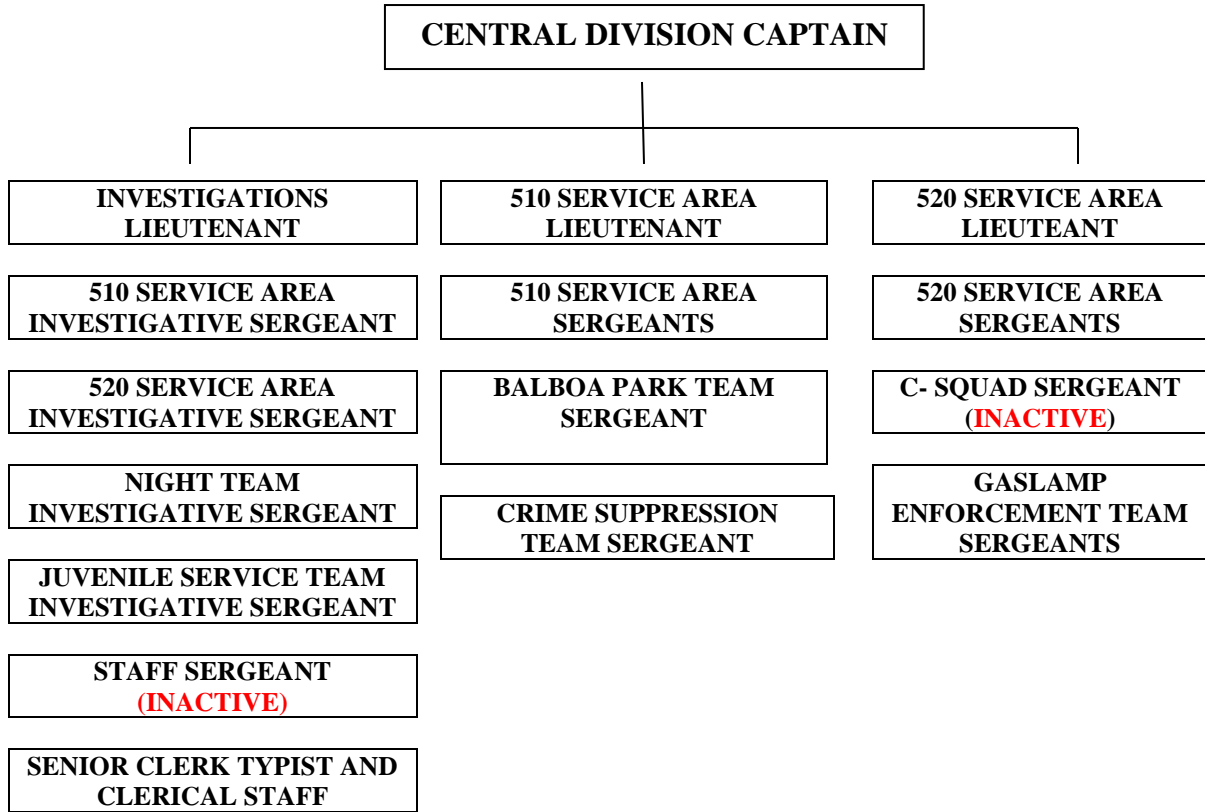 CENTRAL DIVISION CAPTAIN
INVESTIGATIONS
LIEUTENANT
510 SERVICE AREA
INVESTIGATIVE SERGEANT
520 SERVICE AREA
INVESTIGATIVE SERGEANT
NIGHT TEAM
INVESTIGATIVE SERGEANT
JUVENILE SERVICE TEAM
INVESTIGATIVE SERGEANT
STAFF SERGEANT
(INACTIVE)
SENIOR CLERK TYPIST AND
CLERICAL STAFF
510 SERVICE AREA
LIEUTENANT
510 SERVICE AREA
SERGEANTS
BALBOA PARK TEAM
SERGEANT
CRIME SUPPRESSION
TEAM SERGEANT
520 SERVICE AREA
LIEUTEANT
520 SERVICE AREA
SERGEANTS
C- SQUAD SERGEANT
(INACTIVE)
GASLAMP
ENFORCEMENT TEAM
SERGEANTS